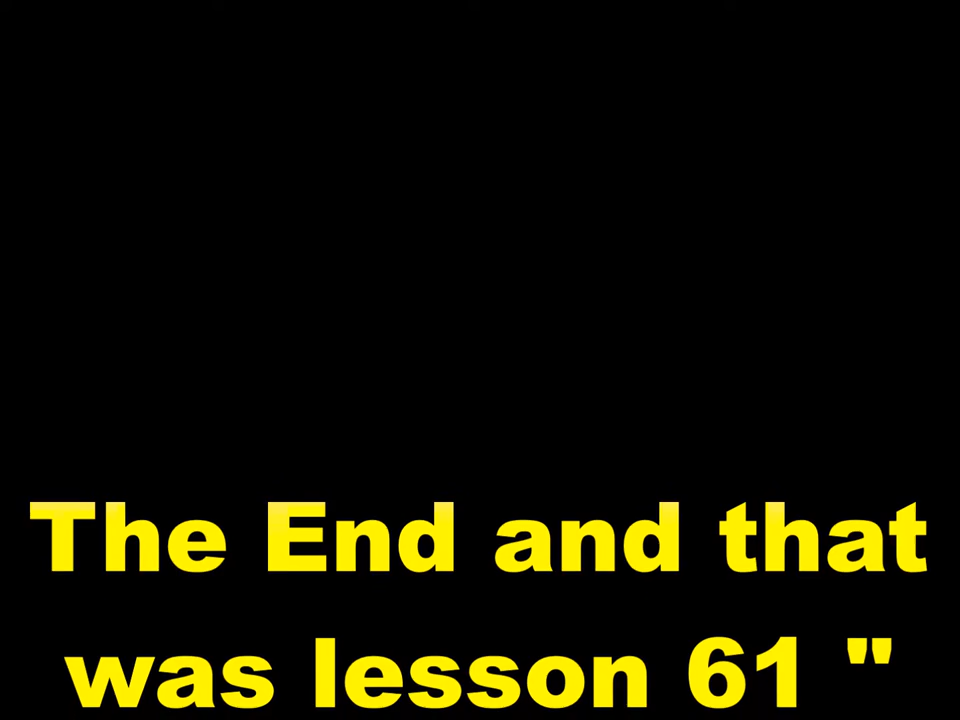 The End and that
was lesson 61 "